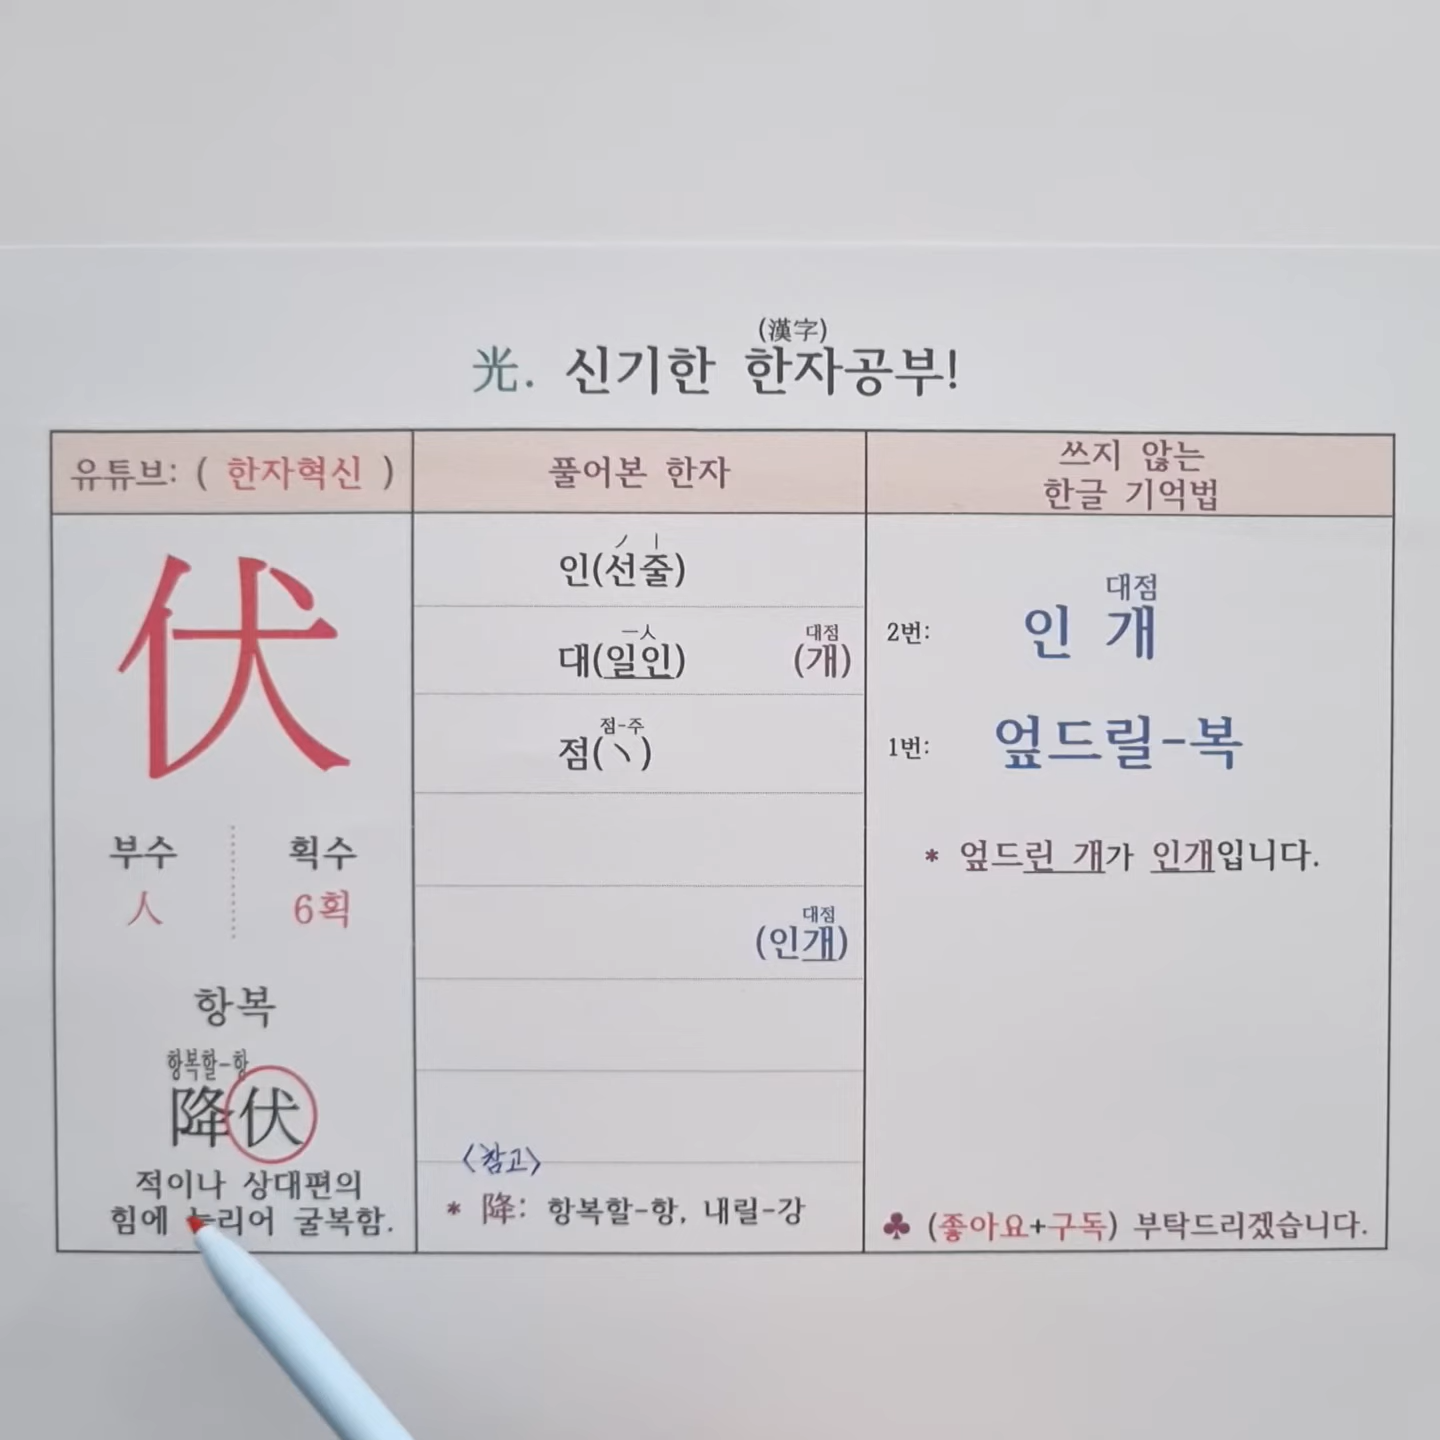 (漢字)
光. 신기한 한자공부!
유튜브: ( 한자혁신 )
풀어본 한자
쓰지 않는
한글 기억법
伏
부수
획수
人
6획
항복
항복할-항
降伏
적이나 상대편의
힘에 눌리어 굴복함.
ノ ㅣ
인(선줄)
一人
대(일인)
대점
(개)
점-주
점(丶)
대점
(인개)
<참고>
* 降: 항복할-항, 내릴-강
대점
2번: 인 개
1번: 엎드릴-복
* 엎드린 개가 인개입니다.
♣ (좋아요+구독) 부탁드리겠습니다.